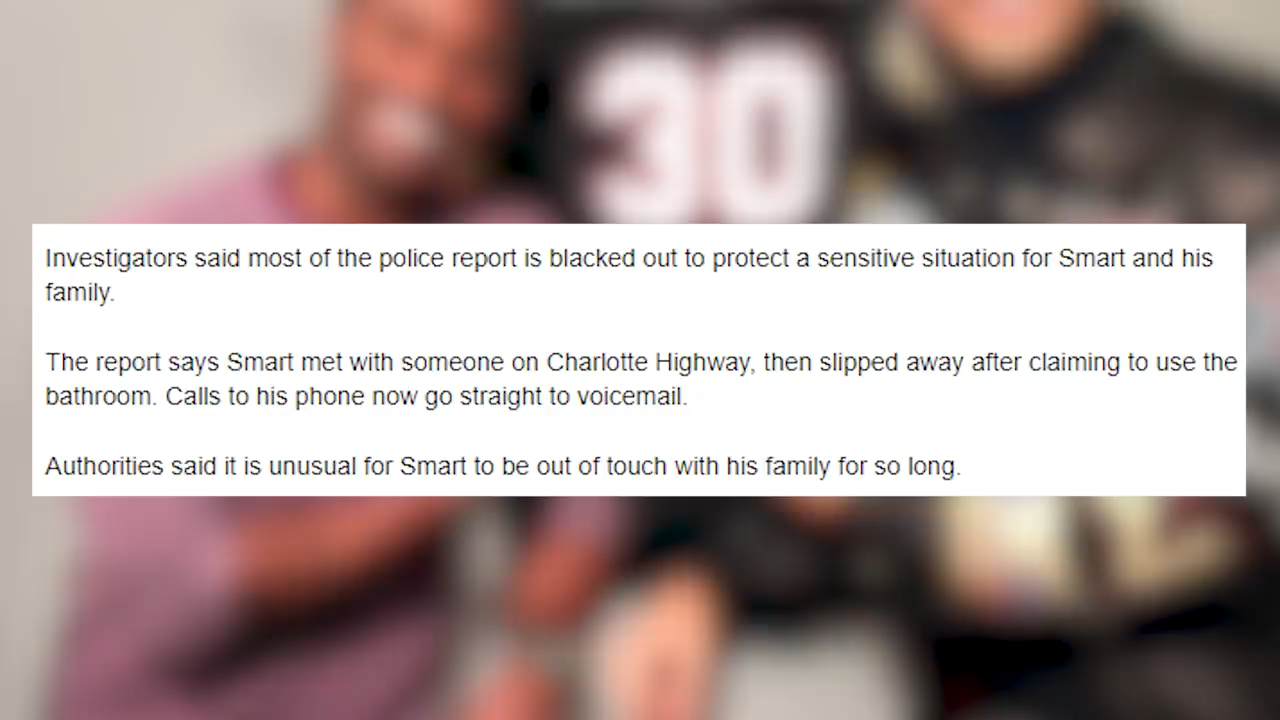 30
Investigators said most of the police report is blacked out to protect a sensitive situation for Smart and his
family.
The report says Smart met with someone on Charlotte Highway, then slipped away after claiming to use the
bathroom. Calls to his phone now go straight to voicemail.
Authorities said it is unusual for Smart to be out of touch with his family for so long.